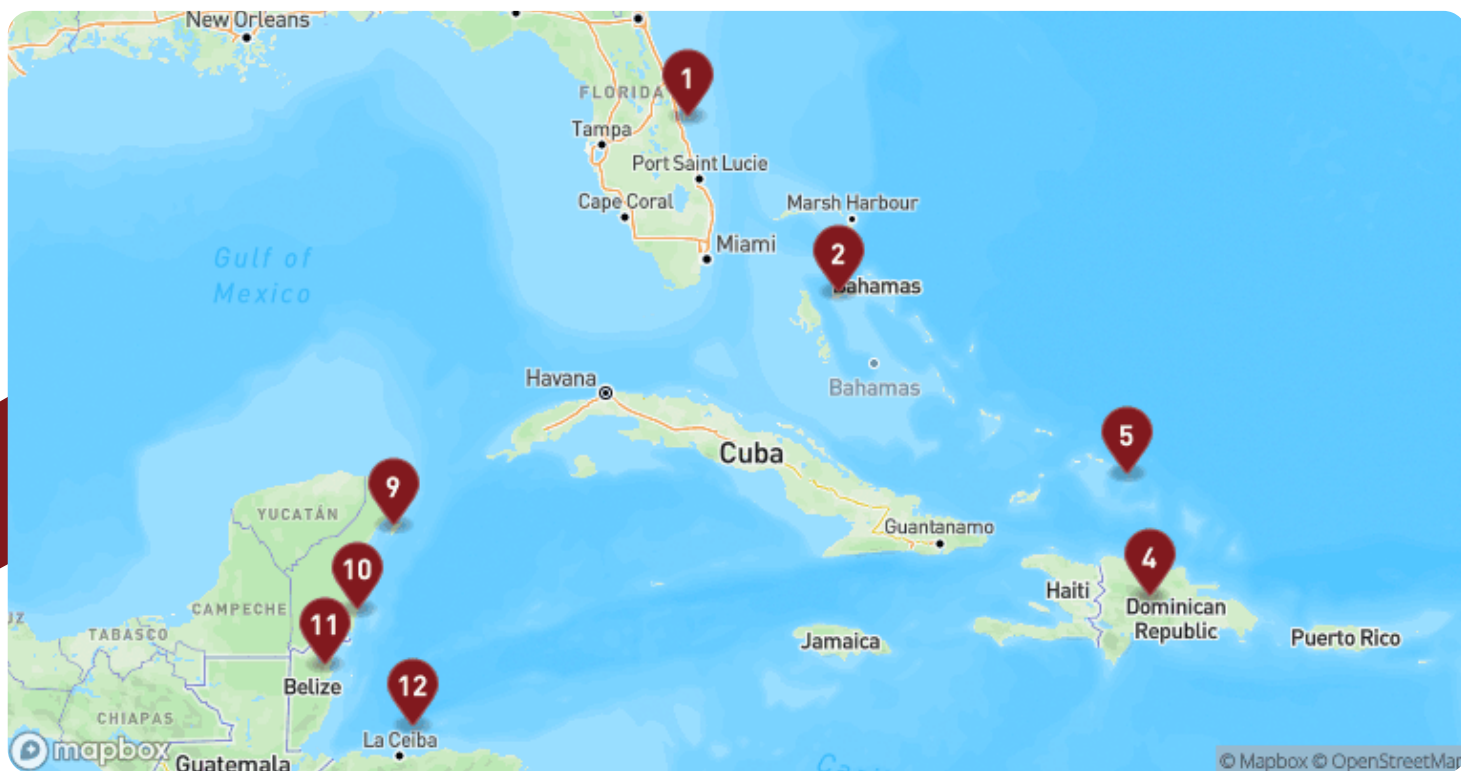 New Orleans
1
FLORIDA
Tampa
Port Saint Lucie
Cape Coral
Marsh Harbour
Miami
2
Gulf of
Mexico
Bahamas
Havana
Bahamas
5
Cuba
9
YUCATÁN
Guantanamo
4
10
Haiti
CAMPECHE
Dominican
Republic
11
UZ
TABASCO
Jamaica
Puerto Rico
Belize
12
CHIAPAS
La Ceiba
mapbox
Guatemala
© Mapbox © OpenStreetMap